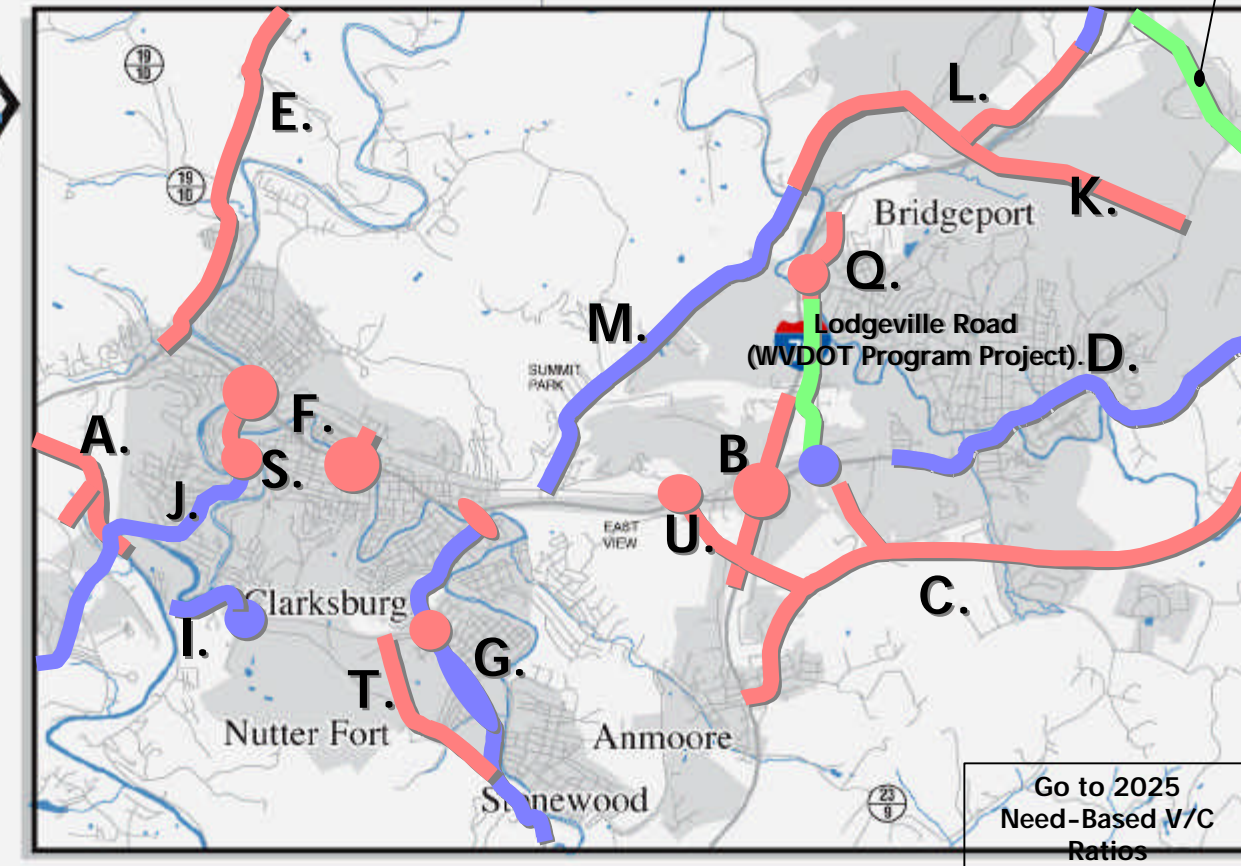 19
10
E.
L.
19
10
K.
Bridgeport
Q.
M.
Lodgeville Road
(WVDOT Program Project).
D.
SUMMIT
PARK
F.
A.
B
S.
J.
U.
EAST
VIEW
C.
Clarksburg
I.
G.
T.
Nutter Fort
Anmoore
Stonewood
23
9
Go to 2025
Need-Based V/C
Ratios